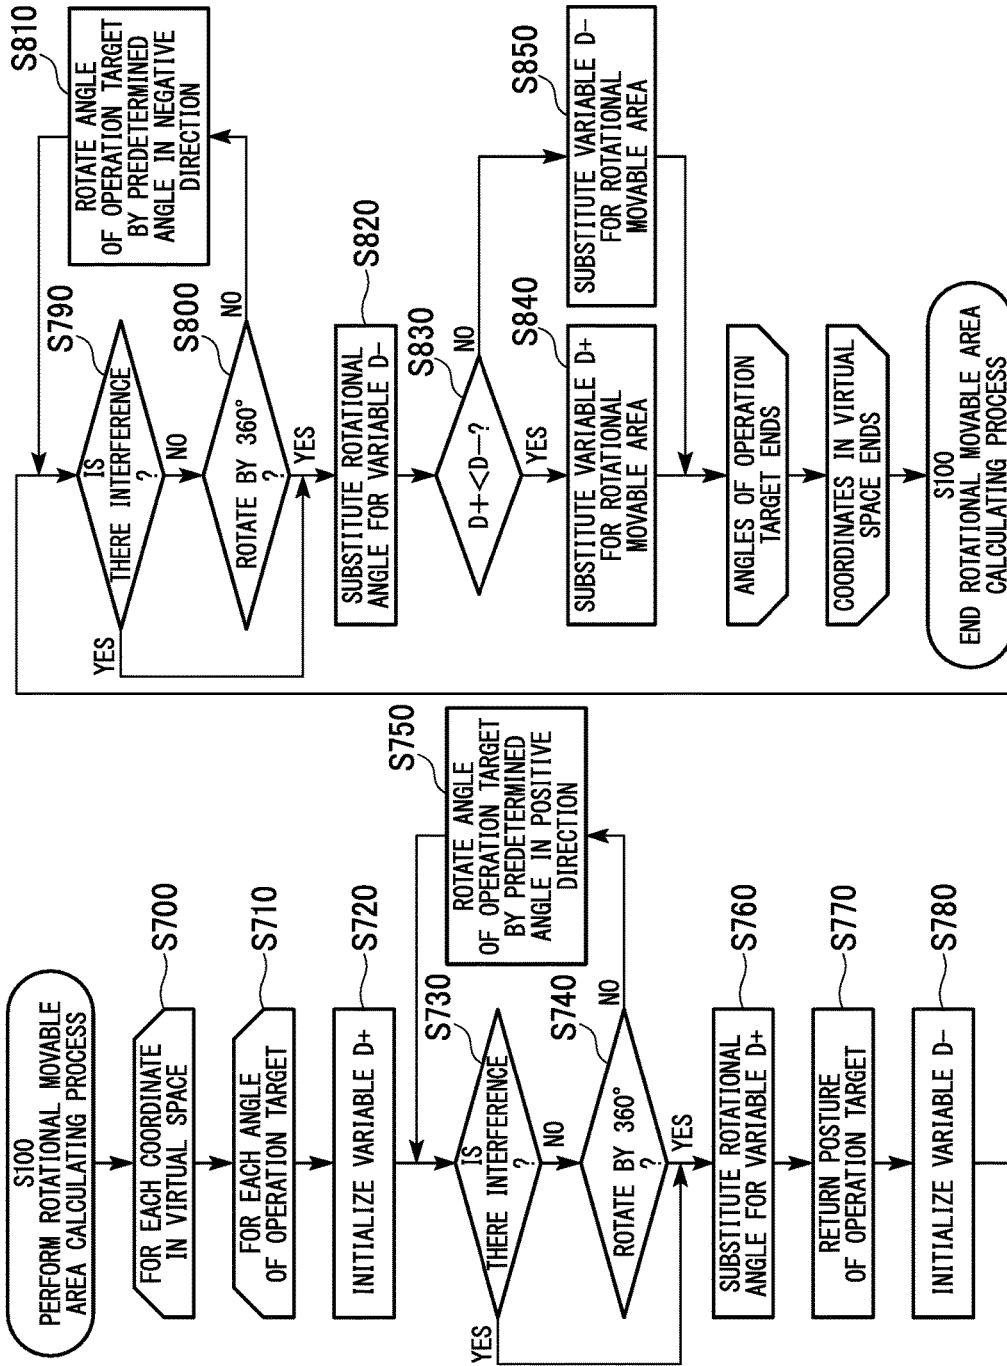 S100
PERFORM ROTATIONAL MOVABLE
AREA CALCULATING PROCESS
FOR EACH COORDINATE
IN VIRTUAL SPACE
S700
FOR EACH ANGLE
OF OPERATION TARGET
S710
INITIALIZE VARIABLE D+
S720
IS
THERE INTERFERENCE
?
S730
YES
NO
ROTATE BY 360°
?
S740
NO
YES
ROTATE ANGLE
OF OPERATION TARGET
BY PREDETERMINED
ANGLE IN POSITIVE
DIRECTION
S750
SUBSTITUTE ROTATIONAL
ANGLE FOR VARIABLE D+
S760
RETURN POSTURE
OF OPERATION TARGET
S770
INITIALIZE VARIABLE D−
S780
IS
THERE INTERFERENCE
?
S790
YES
NO
ROTATE BY 360°
?
S800
NO
YES
ROTATE ANGLE
OF OPERATION TARGET
BY PREDETERMINED
ANGLE IN NEGATIVE
DIRECTION
S810
SUBSTITUTE ROTATIONAL
ANGLE FOR VARIABLE D−
S820
D+<D−?
S830
NO
YES
SUBSTITUTE VARIABLE D+
FOR ROTATIONAL
MOVABLE AREA
S840
SUBSTITUTE VARIABLE D−
FOR ROTATIONAL
MOVABLE AREA
S850
ANGLES OF OPERATION
TARGET ENDS
COORDINATES IN VIRTUAL
SPACE ENDS
S100
END ROTATIONAL MOVABLE AREA
CALCULATING PROCESS